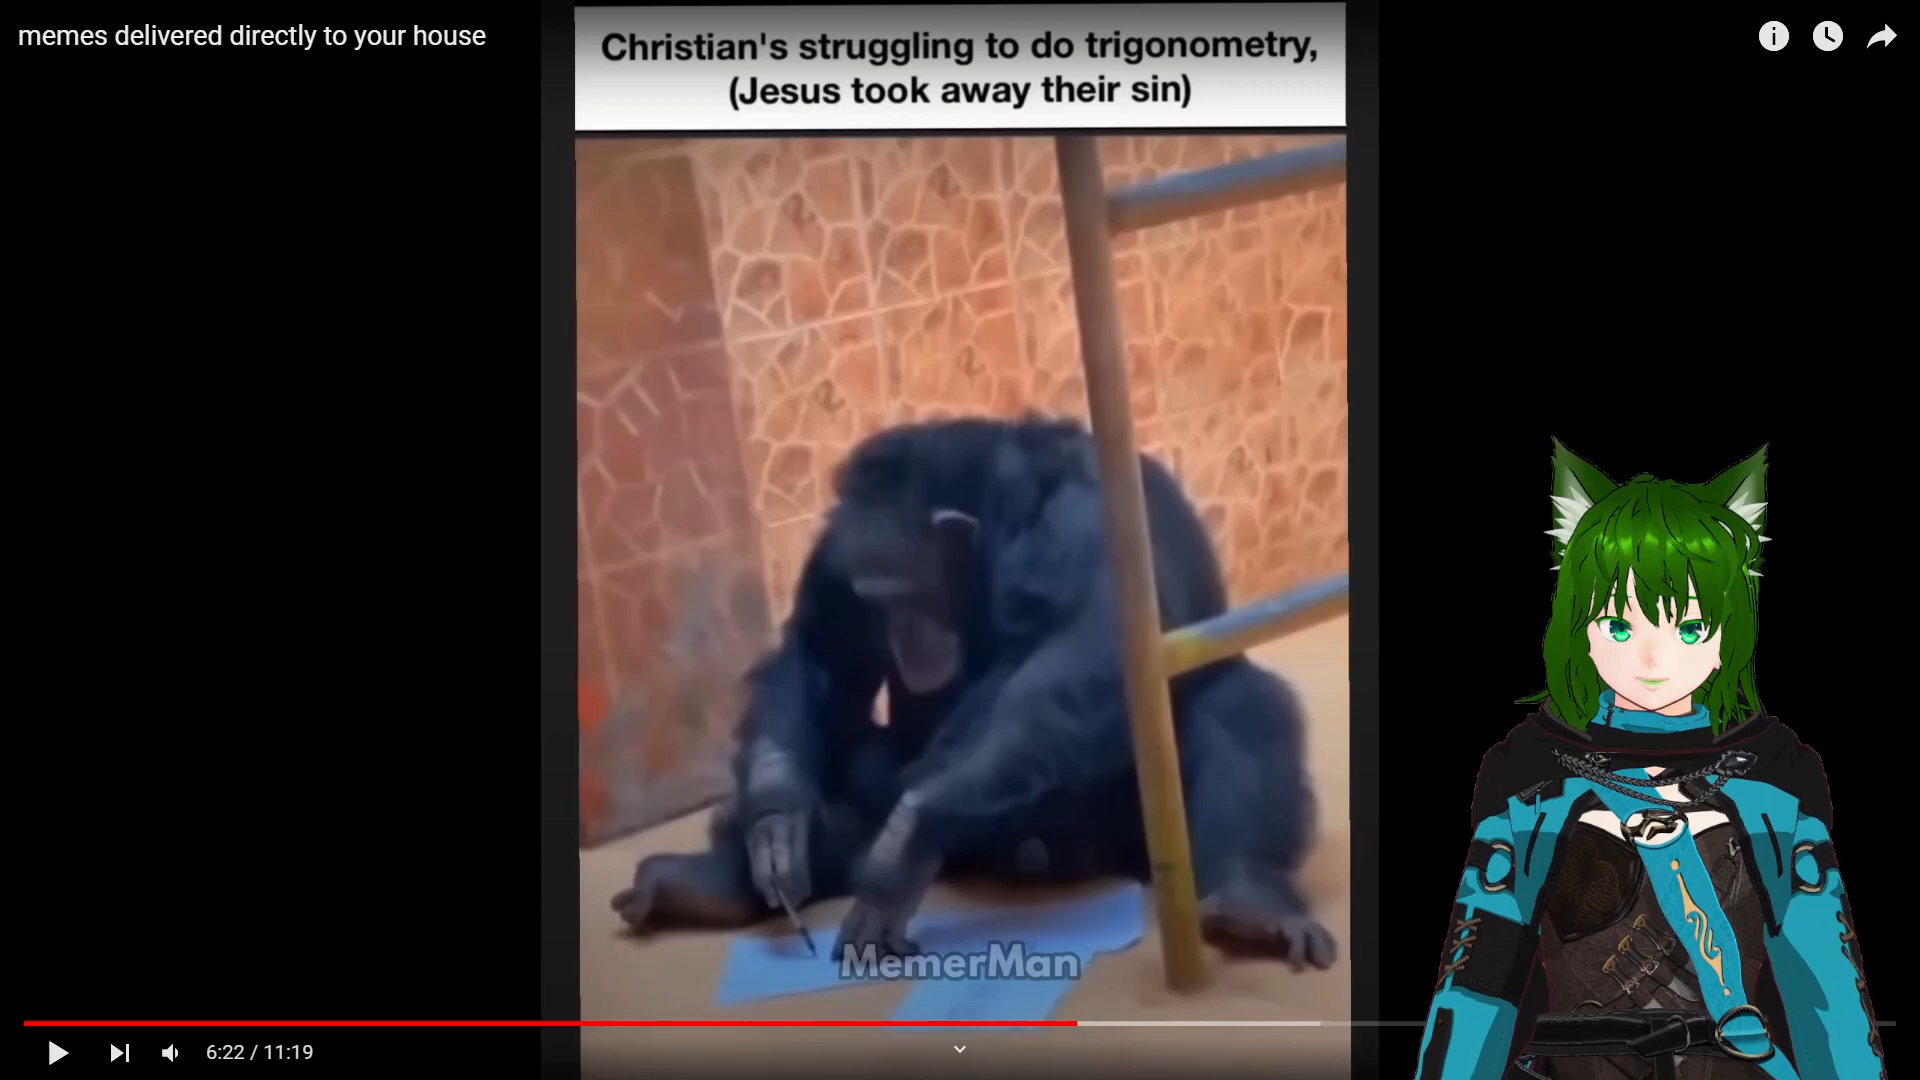 memes delivered directly to your house
Christian's struggling to do trigonometry,
(Jesus took away their sin)
MemerMan
6:22 / 11:19